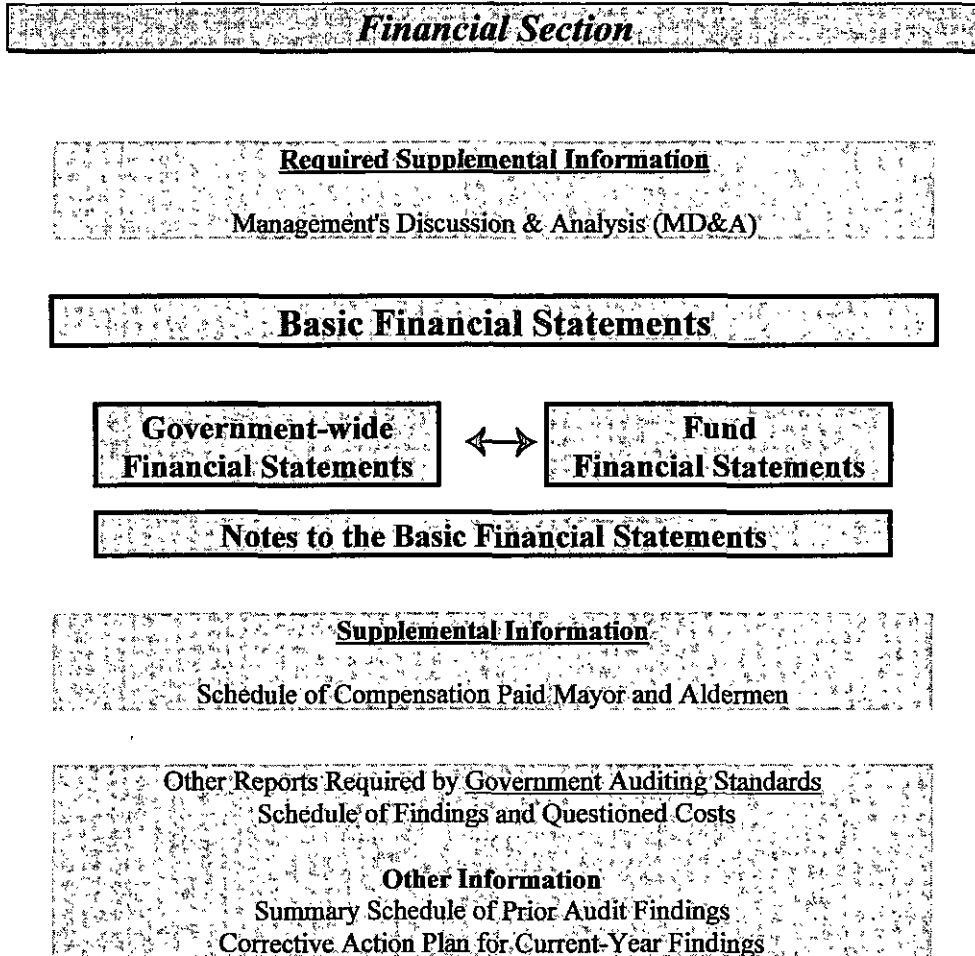 Financial Section
Required Supplemental Information
Management's Discussion & Analysis (MD&A)
Basic Financial Statements
Government-wide
Financial Statements
Fund
Financial Statements
Notes to the Basic Financial Statements
Supplemental Information
Schedule of Compensation Paid Mayor and Aldermen
Other Reports Required by Government Auditing Standards
Schedule of Findings and Questioned Costs
Other Information
Summary Schedule of Prior Audit Findings
Corrective Action Plan for Current-Year Findings